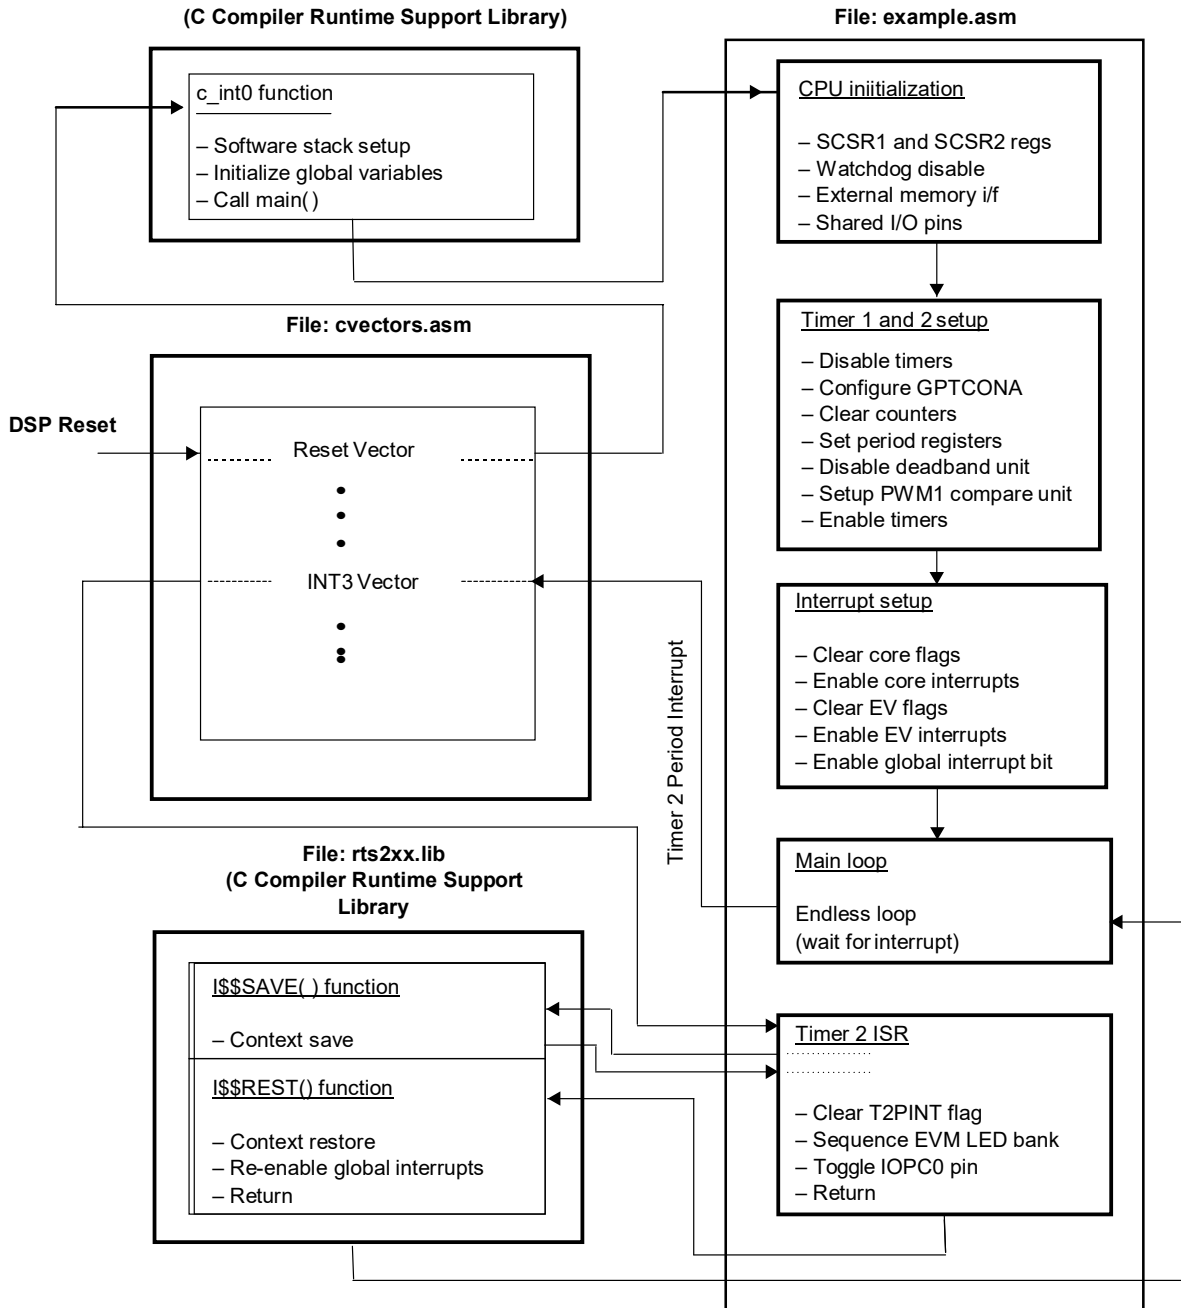 (C Compiler Runtime Support Library)
c_int0 function
– Software stack setup
– Initialize global variables
– Call main( )
File: cvectors.asm
DSP Reset
Reset Vector
INT3 Vector
Timer 2 Period Interrupt
File: rts2xx.lib
(C Compiler Runtime Support
Library
I$$SAVE( ) function
– Context save
I$$REST() function
– Context restore
– Re-enable global interrupts
– Return
File: example.asm
CPU iniitialization
– SCSR1 and SCSR2 regs
– Watchdog disable
– External memory i/f
– Shared I/O pins
Timer 1 and 2 setup
– Disable timers
– Configure GPTCONA
– Clear counters
– Set period registers
– Disable deadband unit
– Setup PWM1 compare unit
– Enable timers
Interrupt setup
– Clear core flags
– Enable core interrupts
– Clear EV flags
– Enable EV interrupts
– Enable global interrupt bit
Main loop
Endless loop
(wait for interrupt)
Timer 2 ISR
– Clear T2PINT flag
– Sequence EVM LED bank
– Toggle IOPC0 pin
– Return